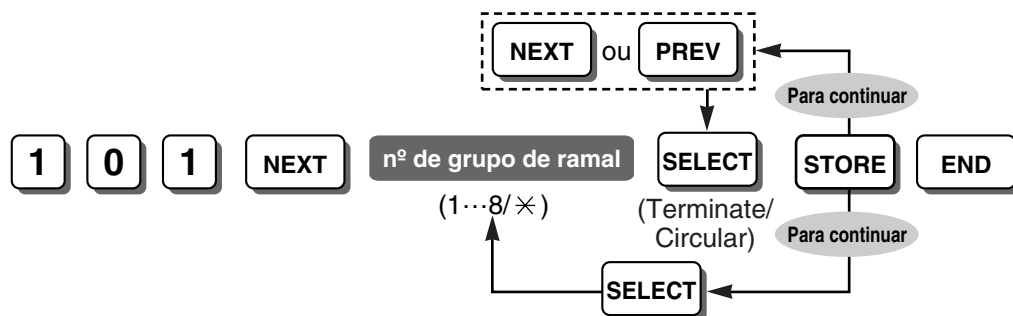 NEXT ou PREV
Para continuar
1 0 1 NEXT nº de grupo de ramal SELECT STORE END
(1···8/✳)
(Terminate/
Circular)
Para continuar
SELECT